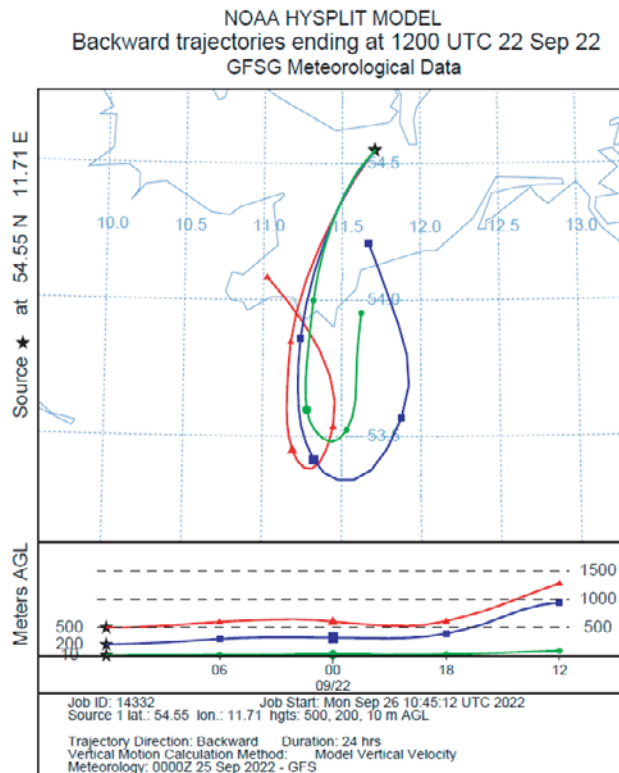 NOAA HYSPLIT MODEL
Backward trajectories ending at 1200 UTC 22 Sep 22
GFSG Meteorological Data
Source ★ at 54.55 N 11.71 E
54.5
10.0 10.5 11.0 11.5 12.0 12.5 13.0
54.0
53.5
Meters AGL
1500
1000
500 500
200
10
06 00 18 12
09/22
Job ID: 14332 Job Start: Mon Sep 26 10:45:12 UTC 2022
Source 1 lat.: 54.55 lon.: 11.71 hgts: 500, 200, 10 m AGL
Trajectory Direction: Backward Duration: 24 hrs
Vertical Motion Calculation Method: Model Vertical Velocity
Meteorology: 0000Z 25 Sep 2022 - GFS